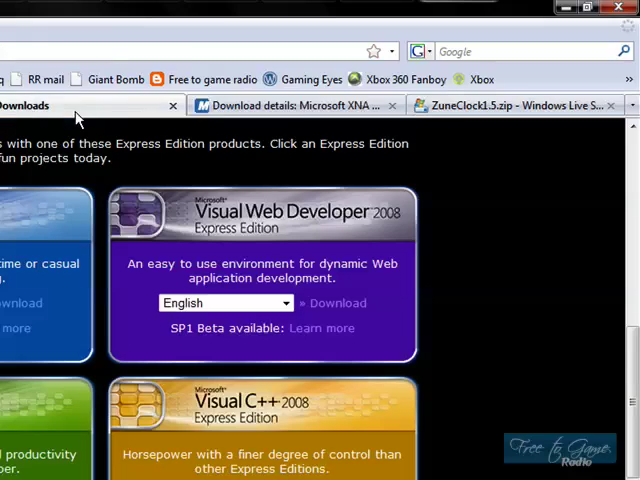 G Google
q RR mail Giant Bomb Free to game radio Gaming Eyes Xbox 360 Fanboy Xbox »
Downloads Download details: Microsoft XNA ... ZuneClock1.5.zip - Windows Live S...
s with one of these Express Edition products. Click an Express Edition
fun projects today.
Microsoft®
Visual Web Developer 2008
Express Edition
time or casual
g.
ownload
more
An easy to use environment for dynamic Web
application development.
English » Download
SP1 Beta available: Learn more
Microsoft®
Visual C++ 2008
Express Edition
productivity
per.
Horsepower with a finer degree of control than
other Express Editions.
Free to Game
Radio